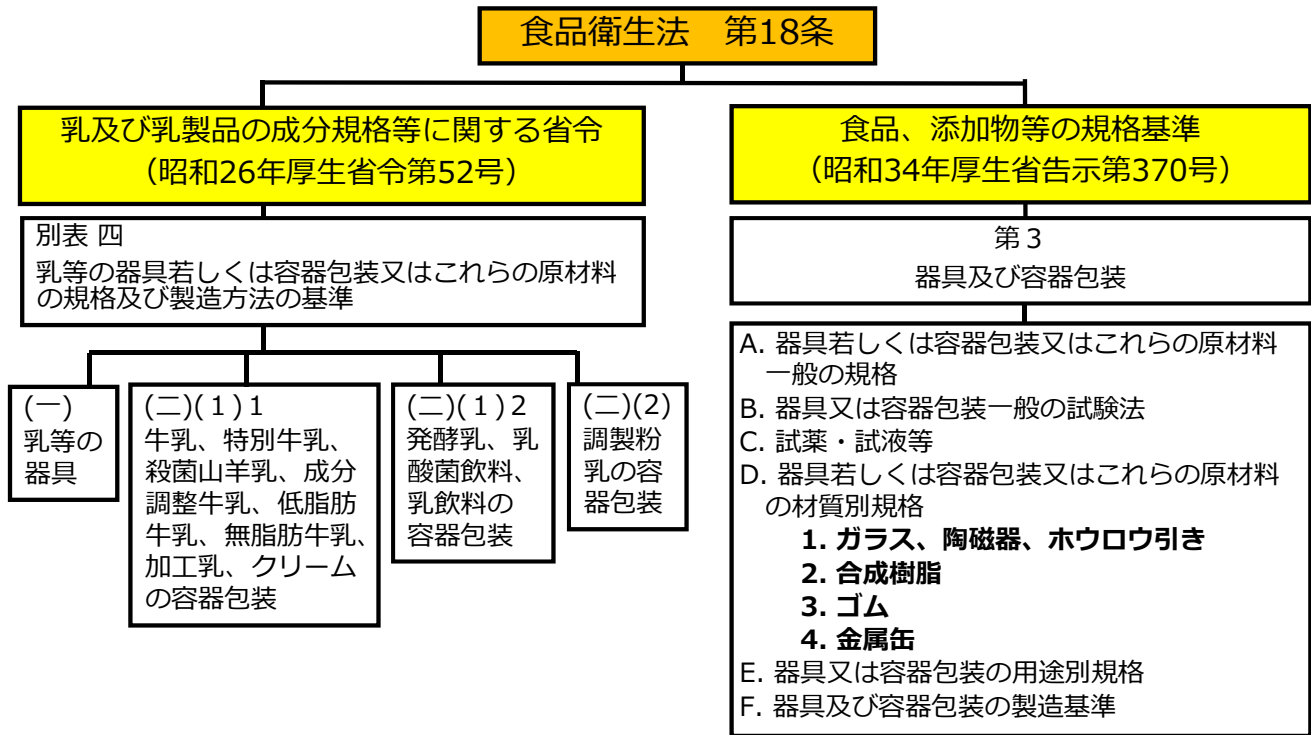 食品衛生法　第18条
乳及び乳製品の成分規格等に関する省令
（昭和26年厚生省令第52号）
別表 四
乳等の器具若しくは容器包装又はこれらの原材料
の規格及び製造方法の基準
(一)
乳等の
器具
(二)(１)１
牛乳、特別牛乳、
殺菌山羊乳、成分
調整牛乳、低脂肪
牛乳、無脂肪牛乳、
加工乳、クリーム
の容器包装
(二)(１)２
発酵乳、乳
酸菌飲料、
乳飲料の
容器包装
(二)(2)
調製粉
乳の容
器包装
食品、添加物等の規格基準
（昭和34年厚生省告示第370号）
第３
器具及び容器包装
A. 器具若しくは容器包装又はこれらの原材料
一般の規格
B. 器具又は容器包装一般の試験法
C. 試薬・試液等
D. 器具若しくは容器包装又はこれらの原材料
の材質別規格
1. ガラス、陶磁器、ホウロウ引き
2. 合成樹脂
3. ゴム
4. 金属缶
E. 器具又は容器包装の用途別規格
F. 器具及び容器包装の製造基準